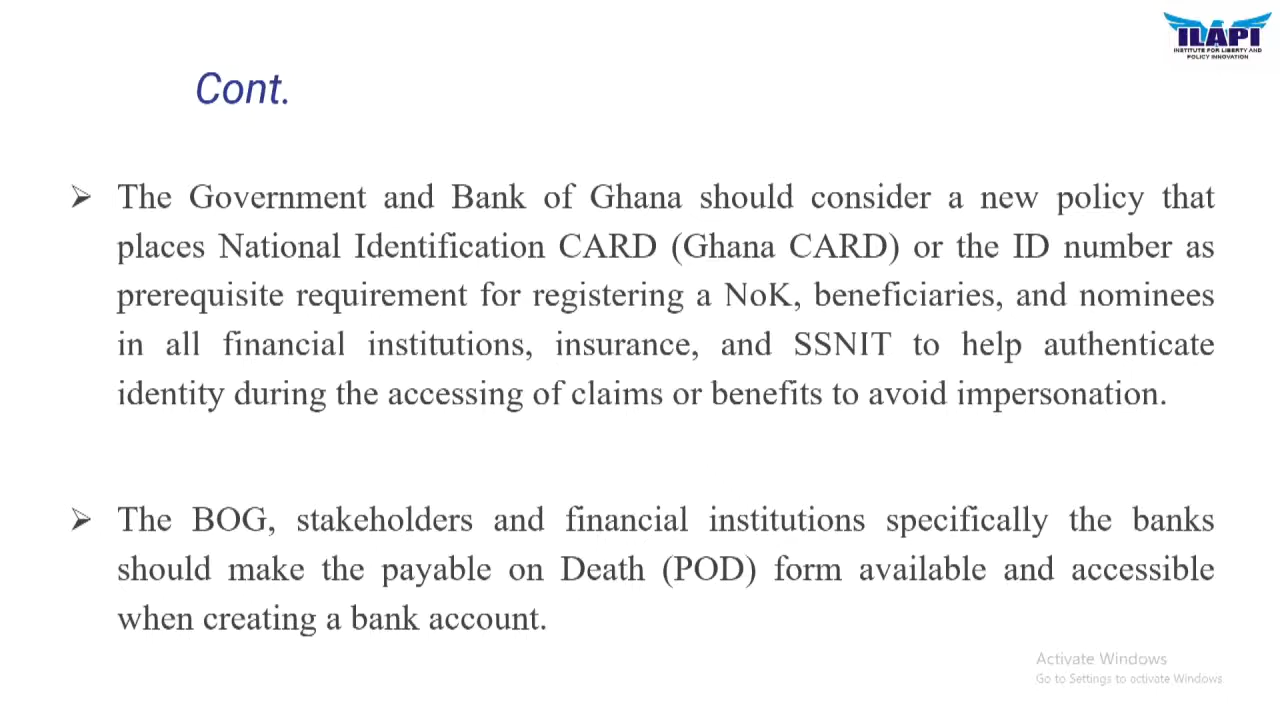 ILAPI
INSTITUTE FOR LIBERTY AND
POLICY INNOVATION
Cont.
➢ The Government and Bank of Ghana should consider a new policy that
places National Identification CARD (Ghana CARD) or the ID number as
prerequisite requirement for registering a NoK, beneficiaries, and nominees
in all financial institutions, insurance, and SSNIT to help authenticate
identity during the accessing of claims or benefits to avoid impersonation.
➢ The BOG, stakeholders and financial institutions specifically the banks
should make the payable on Death (POD) form available and accessible
when creating a bank account.
Activate Windows
Go to Settings to activate Windows